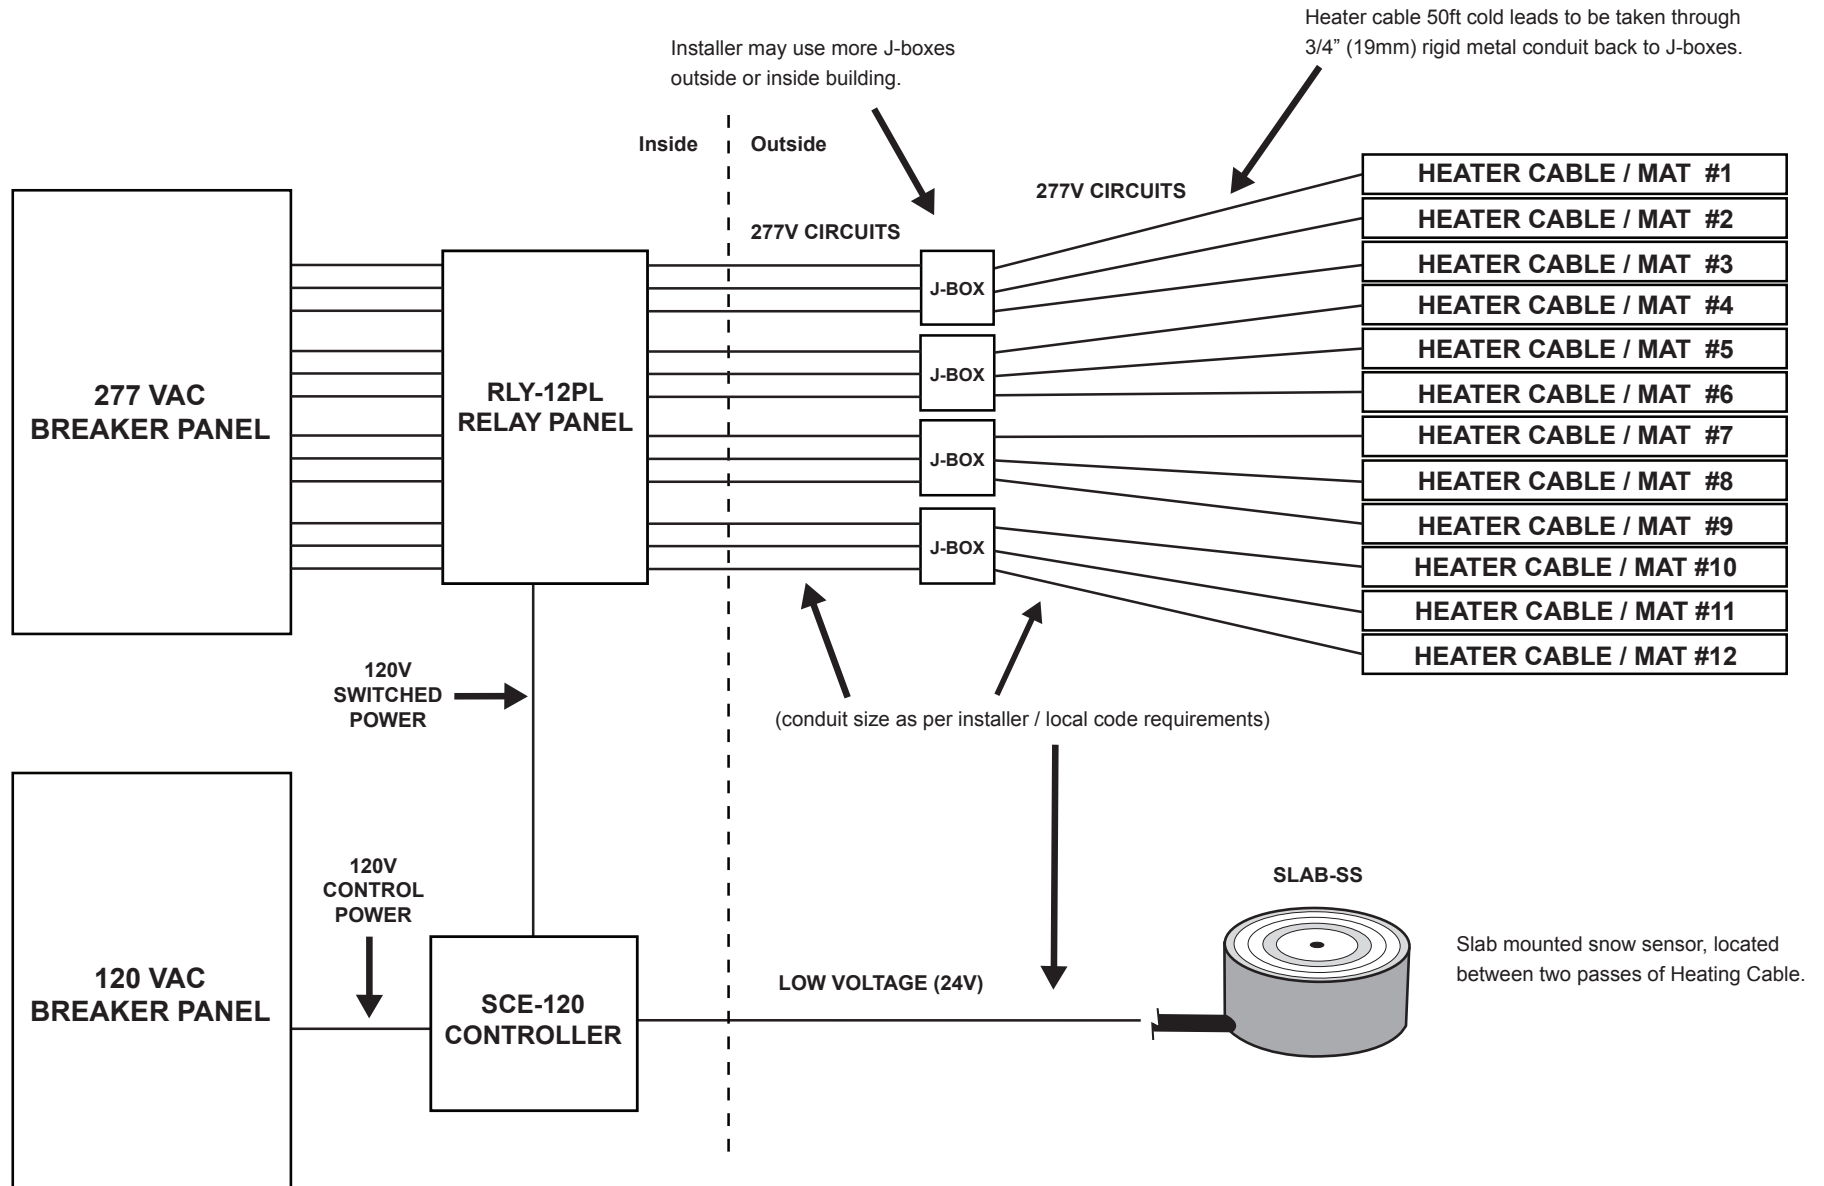 Heater cable 50ft cold leads to be taken through
3/4” (19mm) rigid metal conduit back to J-boxes.
Installer may use more J-boxes
outside or inside building.
Inside
Outside
277V CIRCUITS
277V CIRCUITS
277 VAC
BREAKER PANEL
RLY-12PL
RELAY PANEL
J-BOX
J-BOX
J-BOX
J-BOX
HEATER CABLE / MAT #1
HEATER CABLE / MAT #2
HEATER CABLE / MAT #3
HEATER CABLE / MAT #4
HEATER CABLE / MAT #5
HEATER CABLE / MAT #6
HEATER CABLE / MAT #7
HEATER CABLE / MAT #8
HEATER CABLE / MAT #9
HEATER CABLE / MAT #10
HEATER CABLE / MAT #11
HEATER CABLE / MAT #12
120V
SWITCHED
POWER
(conduit size as per installer / local code requirements)
120V
CONTROL
POWER
120 VAC
BREAKER PANEL
SCE-120
CONTROLLER
LOW VOLTAGE (24V)
SLAB-SS
Slab mounted snow sensor, located
between two passes of Heating Cable.